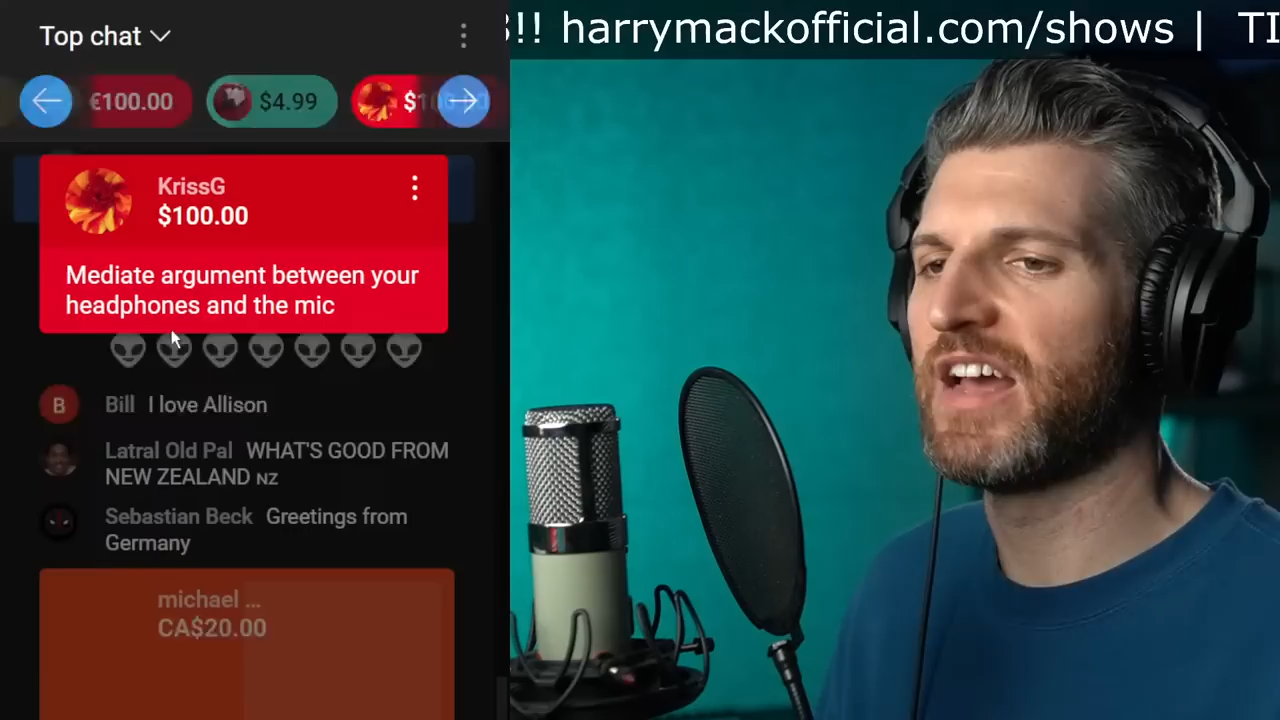 Top chat
!! harrymackofficial.com/shows | TI
€100.00
$4.99
KrissG
$100.00
Mediate argument between your
headphones and the mic
B
Bill I love Allison
Latral Old Pal WHAT'S GOOD FROM
NEW ZEALAND NZ
Sebastian Beck Greetings from
Germany
michael ...
CA$20.00